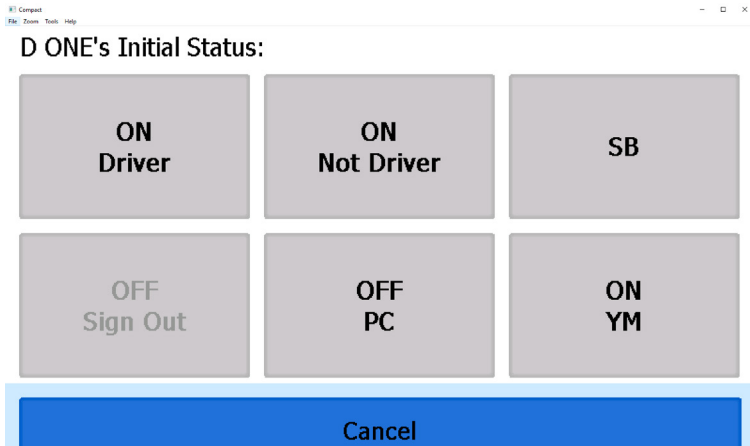 Compact
File Zoom Tools Help
D ONE's Initial Status:
ON
Driver
ON
Not Driver
SB
OFF
Sign Out
OFF
PC
ON
YM
Cancel